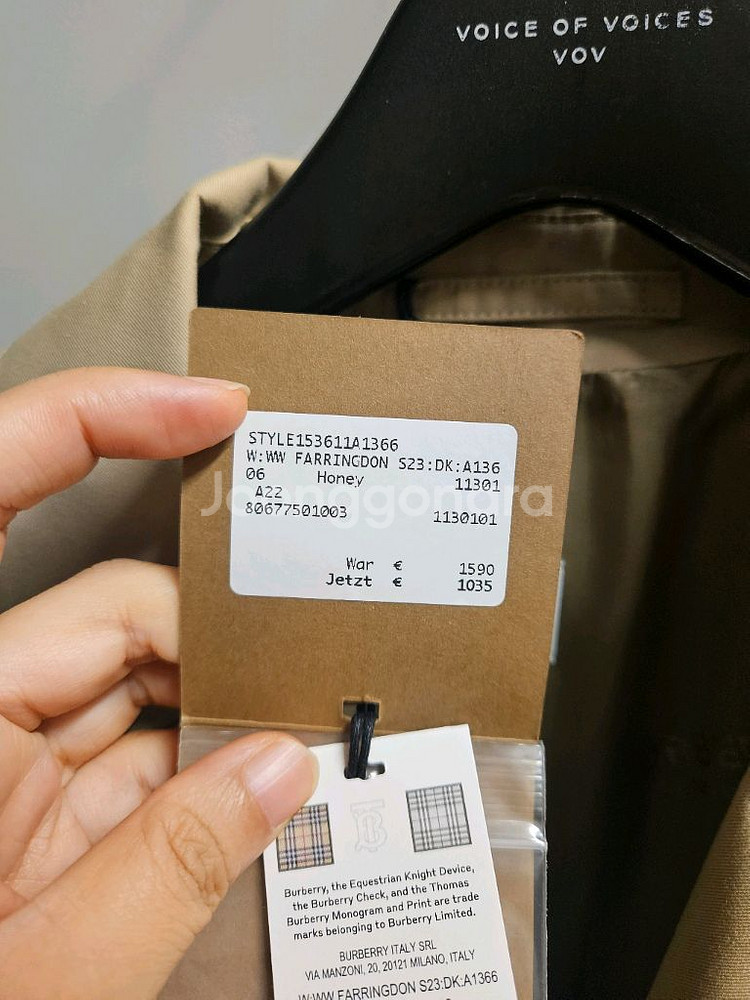 VOICE OF VOICES
VOV
STYLE153611A1366
W:WW FARRINGDON S23:DK:A136
06 Honey 11301
A22
80677501003 1130101
Joonggonara
War € 1590
Jetzt € 1035
Burberry, the Equestrian Knight Device,
the Burberry Check, and the Thomas
Burberry Monogram and Print are trade
marks belonging to Burberry Limited.
BURBERRY ITALY SRL
VIA MANZONI, 20, 20121 MILANO, ITALY
W:WW FARRINGDON S23:DK:A1366